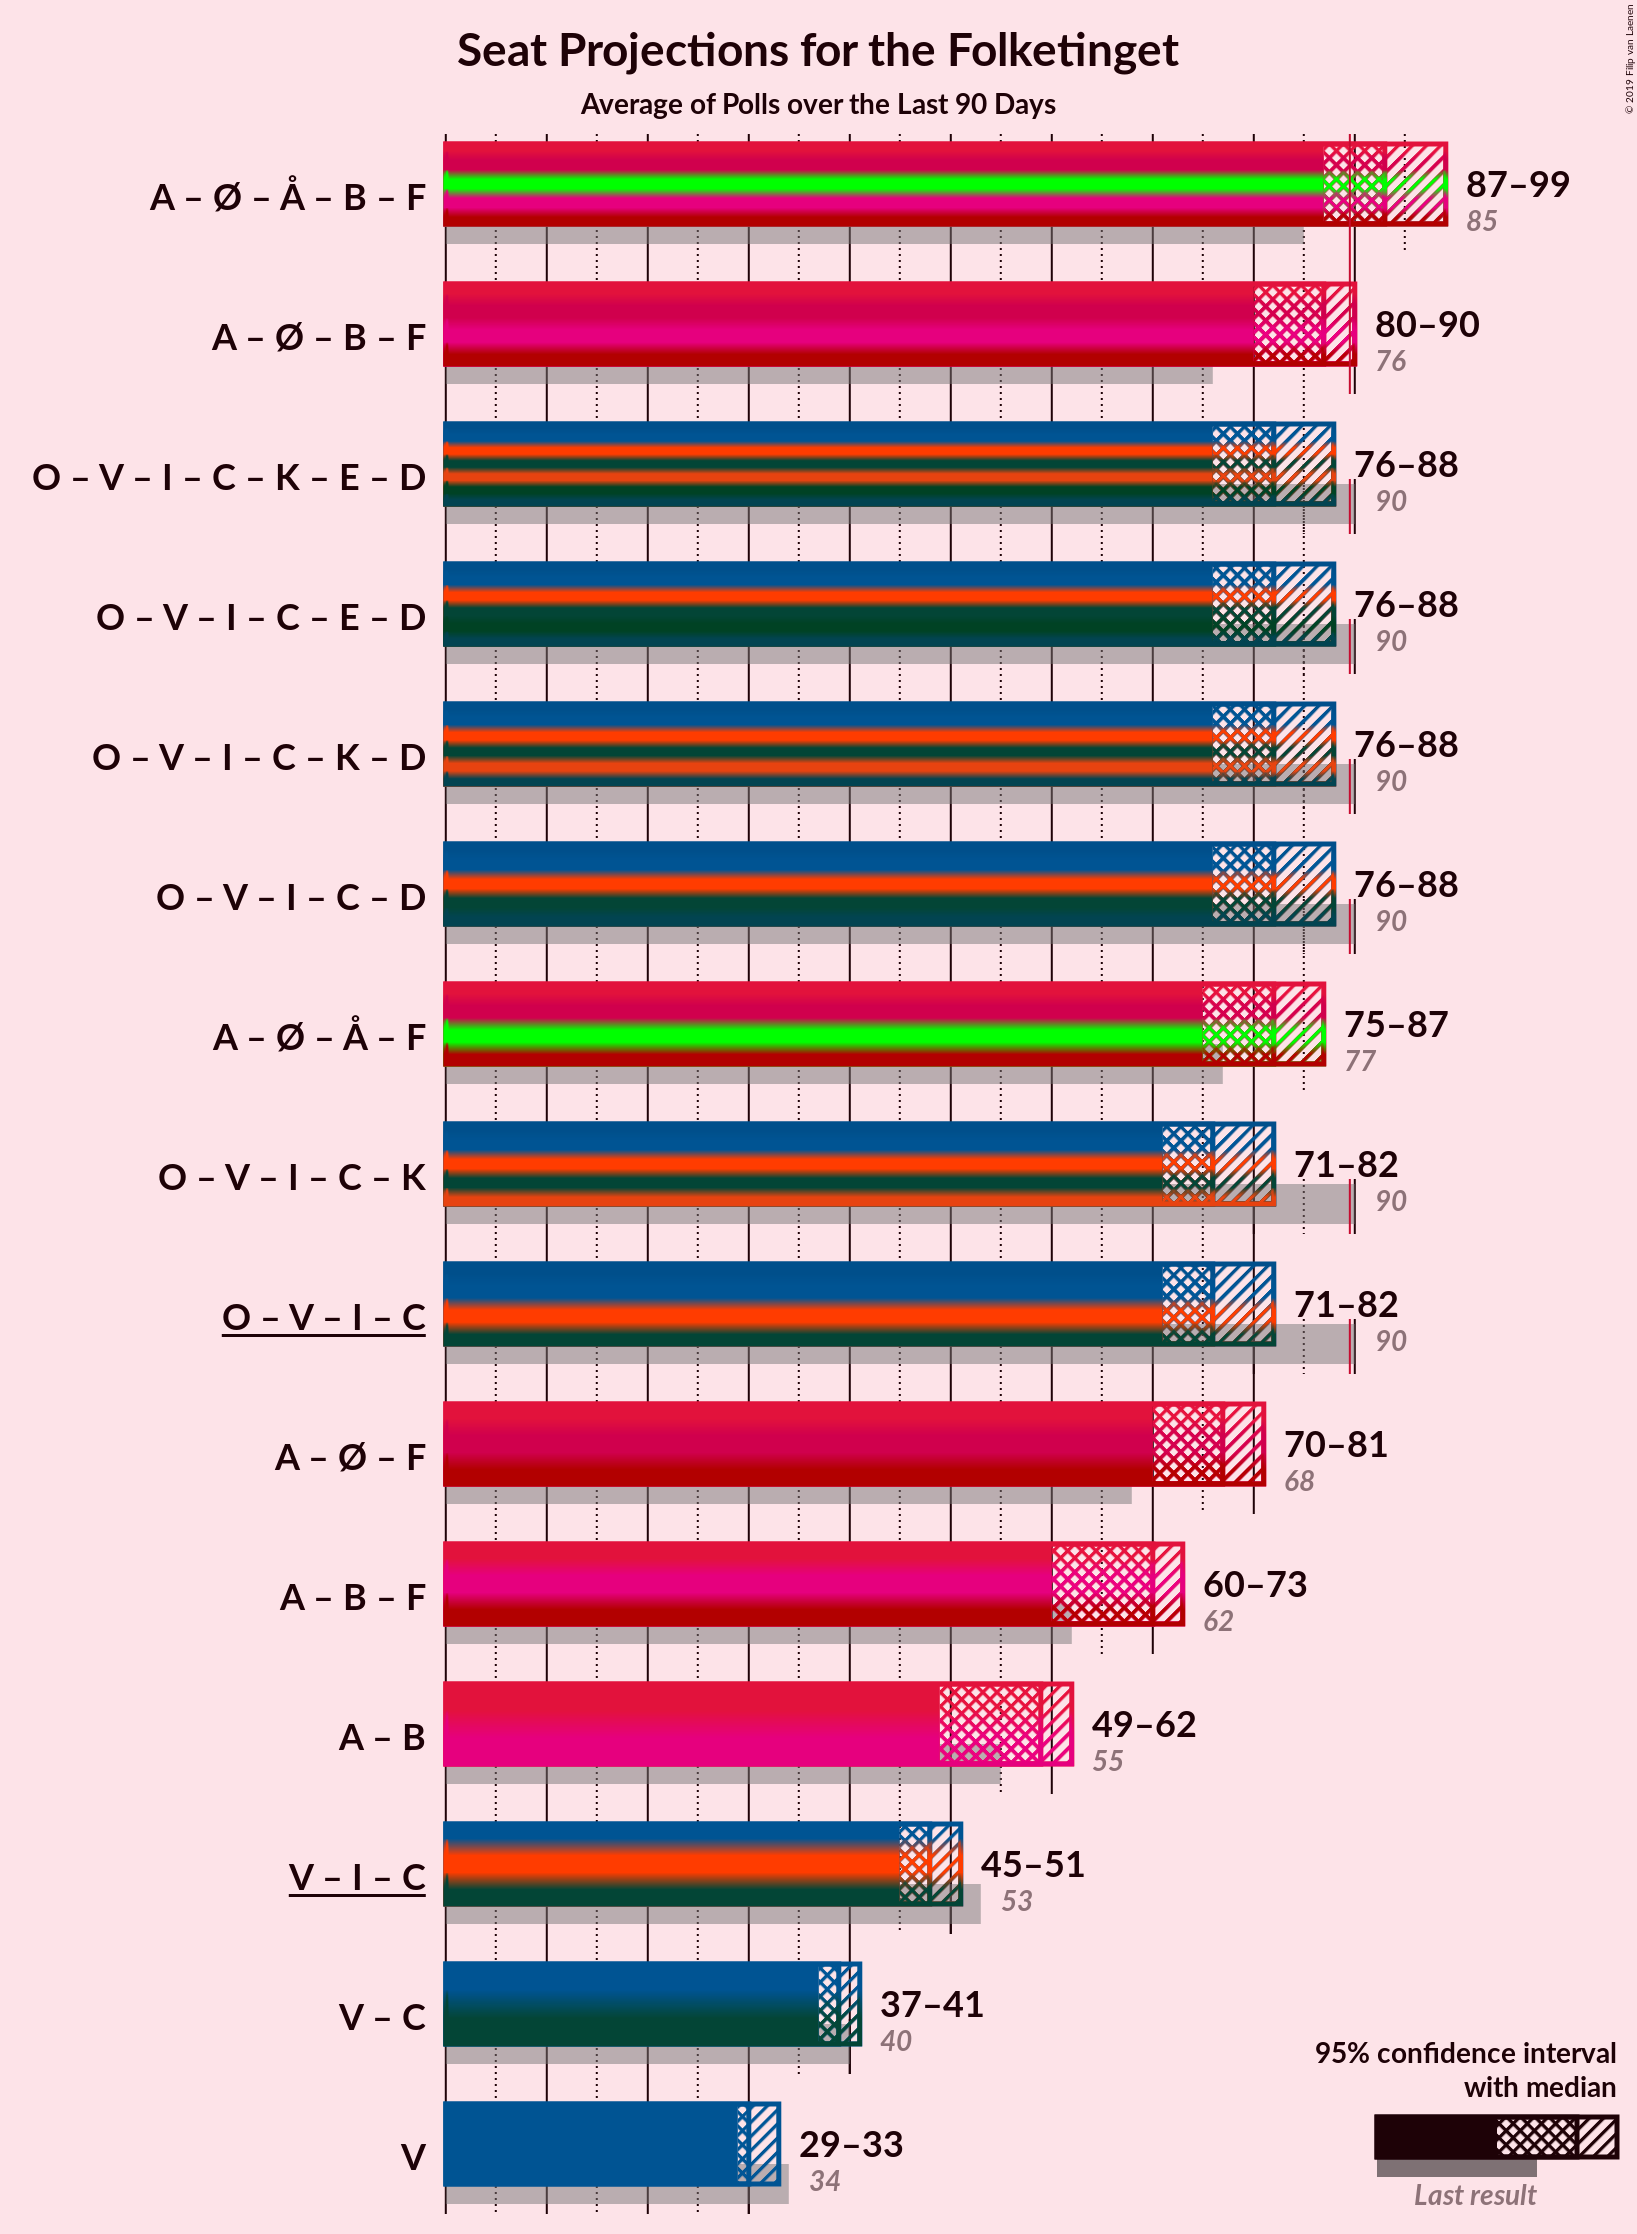 Seat Projections for the Folketinget
Average of Polls over the Last 90 Days
© 2019 Filip van Laenen
A – Ø – Å – B – F
87–99
85
A – Ø – B – F
80–90
76
O – V – I – C – K – E – D
76–88
90
O – V – I – C – E – D
76–88
90
O – V – I – C – K – D
76–88
90
O – V – I – C – D
76–88
90
A – Ø – Å – F
75–87
77
O – V – I – C – K
71–82
90
O – V – I – C
71–82
90
A – Ø – F
70–81
68
A – B – F
60–73
62
A – B
49–62
55
V – I – C
45–51
53
V – C
37–41
40
V
29–33
34
95% confidence interval
with median
Last result